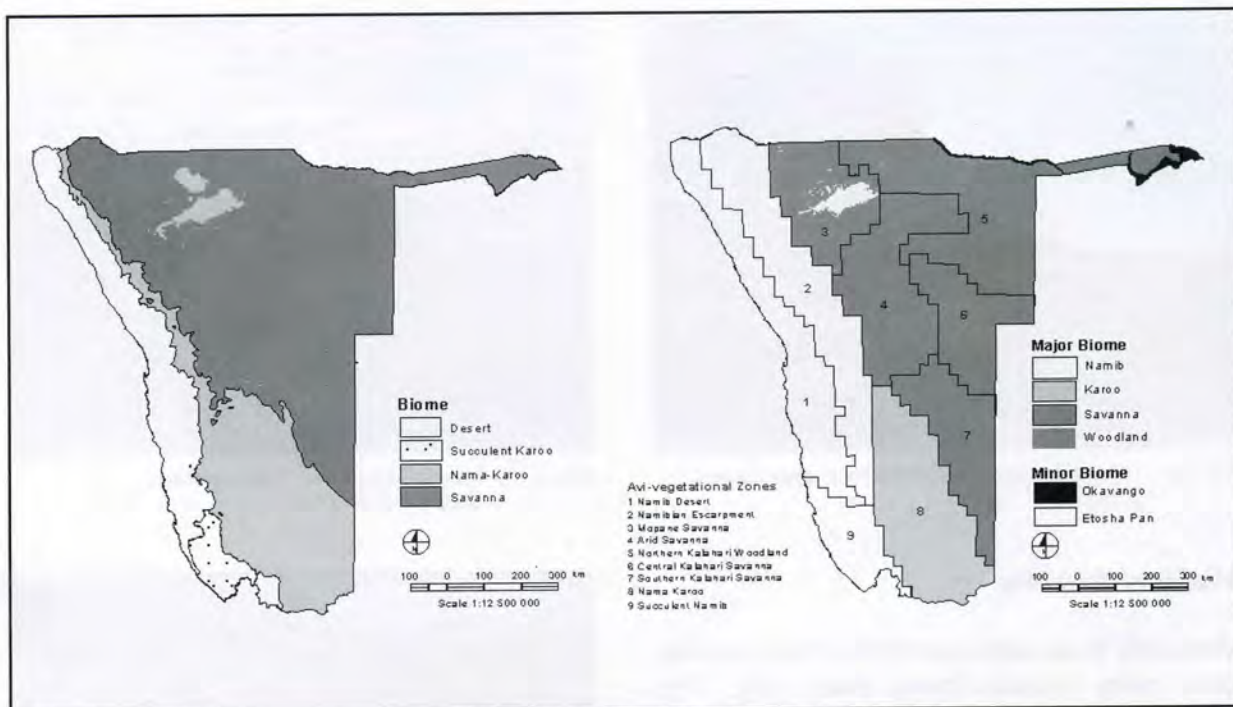 Biome
Desert
Succulent Karoo
Nama-Karoo
Savanna
N
100 0 100 200 300 km
Scale 1:12 500 000
1
2
3
4
5
6
7
8
9
Avi-vegetational Zones
1 Namib Desert
2 Namibian Escarpment
3 Mopane Savanna
4 Arid Savanna
5 Northern Kalahari Woodland
6 Central Kalahari Savanna
7 Southern Kalahari Savanna
8 Nama Karoo
9 Succulent Namib
Major Biome
Namib
Karoo
Savanna
Woodland
Minor Biome
Okavango
Etosha Pan
N
100 0 100 200 300 km
Scale 1:12 500 000